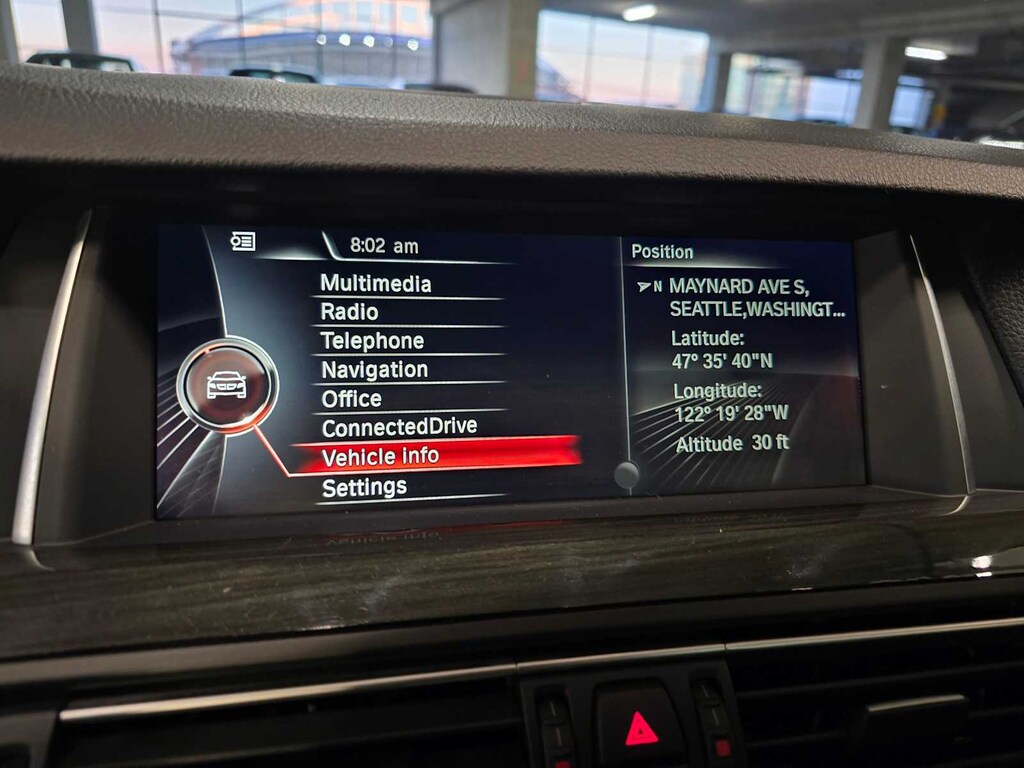 8:02 am
Multimedia
Radio
Telephone
Navigation
Office
ConnectedDrive
Vehicle info
Settings
Position
N MAYNARD AVE S,
SEATTLE,WASHINGT...
Latitude:
47° 35' 40"N
Longitude:
122° 19' 28"W
Altitude 30 ft